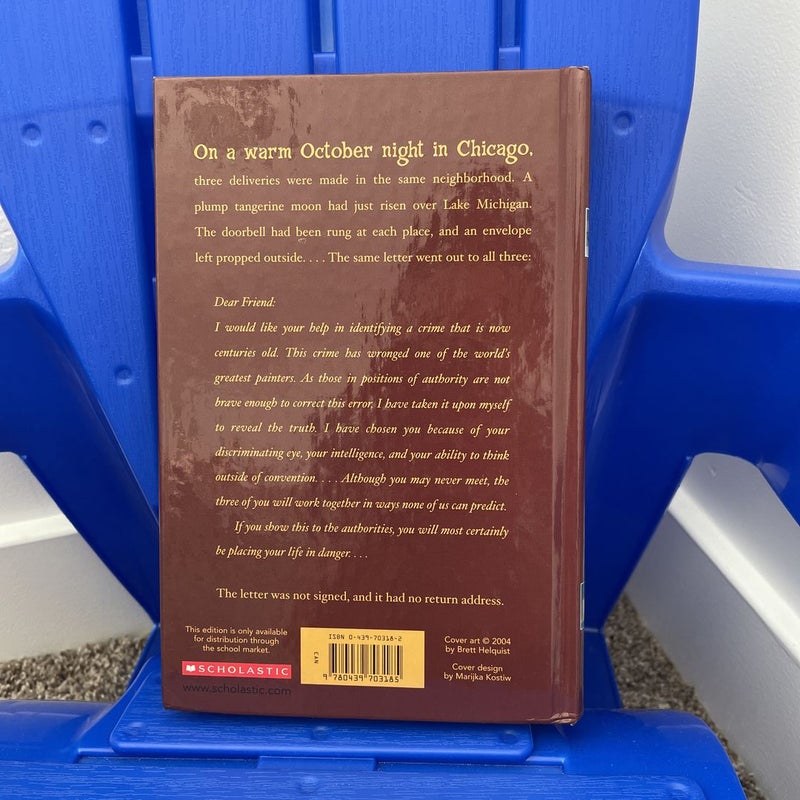 On a warm October night in Chicago,
three deliveries were made in the same neighborhood. A
plump tangerine moon had just risen over Lake Michigan.
The doorbell had been rung at each place, and an envelope
left propped outside. . . . The same letter went out to all three:
Dear Friend:
I would like your help in identifying a crime that is now
centuries old. This crime has wronged one of the world's
greatest painters. As those in positions of authority are not
brave enough to correct this error, I have taken it upon myself
to reveal the truth. I have chosen you because of your
discriminating eye, your intelligence, and your ability to think
outside of convention. . . . Although you may never meet, the
three of you will work together in ways none of us can predict.
If you show this to the authorities, you will most certainly
be placing your life in danger. . . .
The letter was not signed, and it had no return address.
This edition is only available
for distribution through
the school market.
SCHOLASTIC
www.scholastic.com
ISBN 0-439-70318-2
EAN
9 780439 703185
Cover art © 2004
by Brett Helquist
Cover design
by Marijka Kostiw